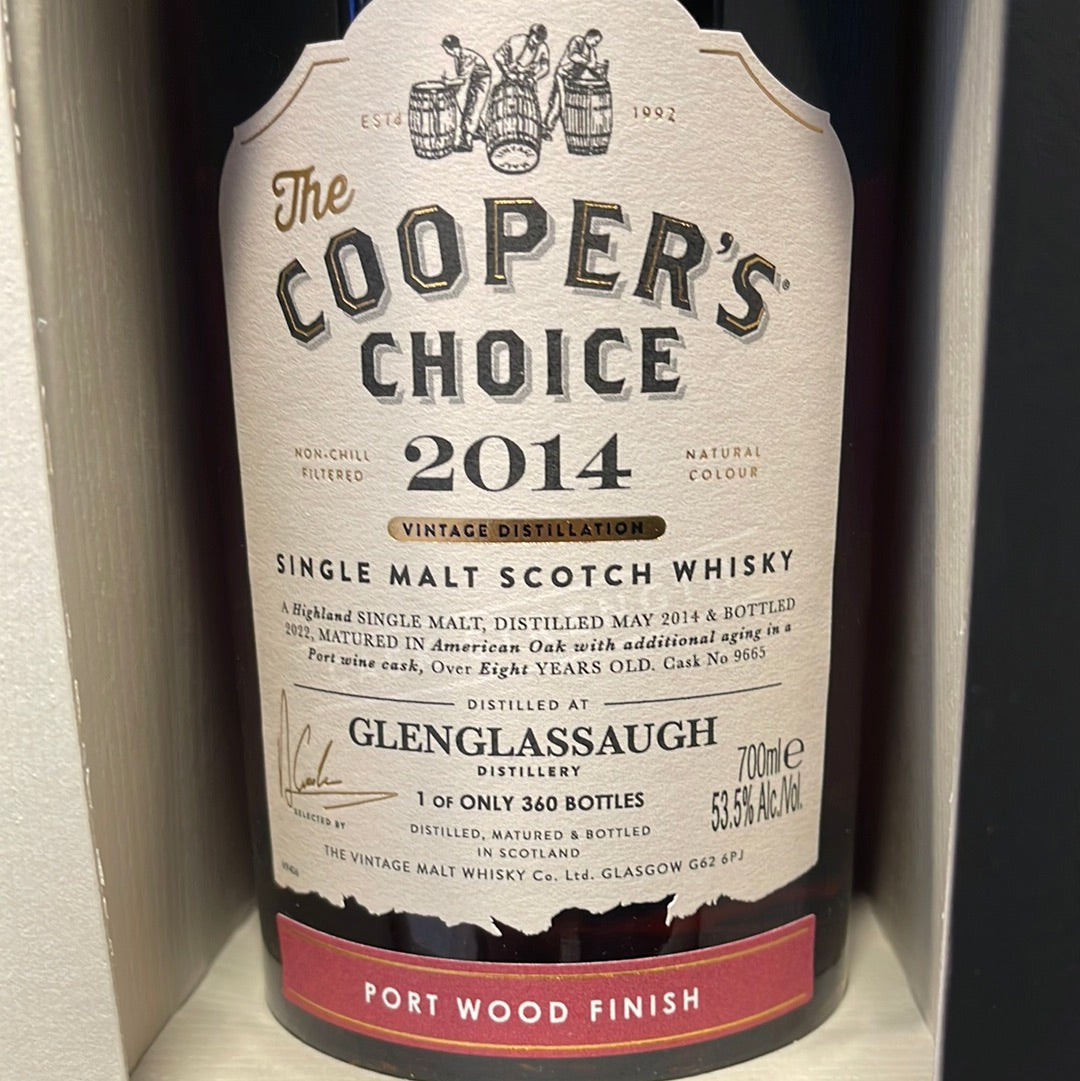 ESTd 1992
The
COOPER'S®
CHOICE
NON-CHILL
FILTERED
2014
NATURAL
COLOUR
VINTAGE DISTILLATION
SINGLE MALT SCOTCH WHISKY
A Highland SINGLE MALT, DISTILLED MAY 2014 & BOTTLED
2022, MATURED IN American Oak with additional aging in a
Port wine cask, Over Eight YEARS OLD. Cask No 9665
DISTILLED AT
GLENGLASSAUGH
DISTILLERY
1 OF ONLY 360 BOTTLES
700ml e
53.5% Alc./Vol.
SELECTED BY
DISTILLED, MATURED & BOTTLED
IN SCOTLAND
THE VINTAGE MALT WHISKY Co. Ltd. GLASGOW G62 6PJ
PORT WOOD FINISH